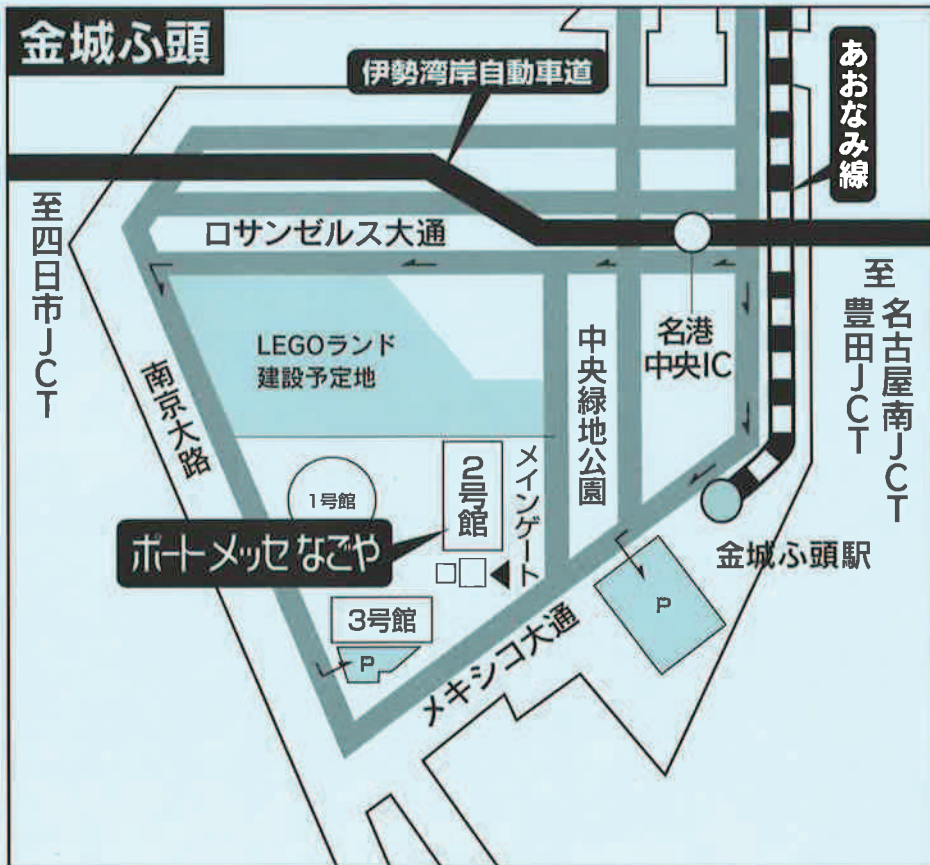 金城ふ頭
伊勢湾岸自動車道
あおなみ線
至四日市JCT
ロサンゼルス大通
至
名古屋南JCT
豊田JCT
名港
中央IC
LEGOランド
建設予定地
中央緑地公園
南京大路
1号館
2号館
メインゲート
ポートメッセなごや
金城ふ頭駅
3号館
P
P
メキシコ大通